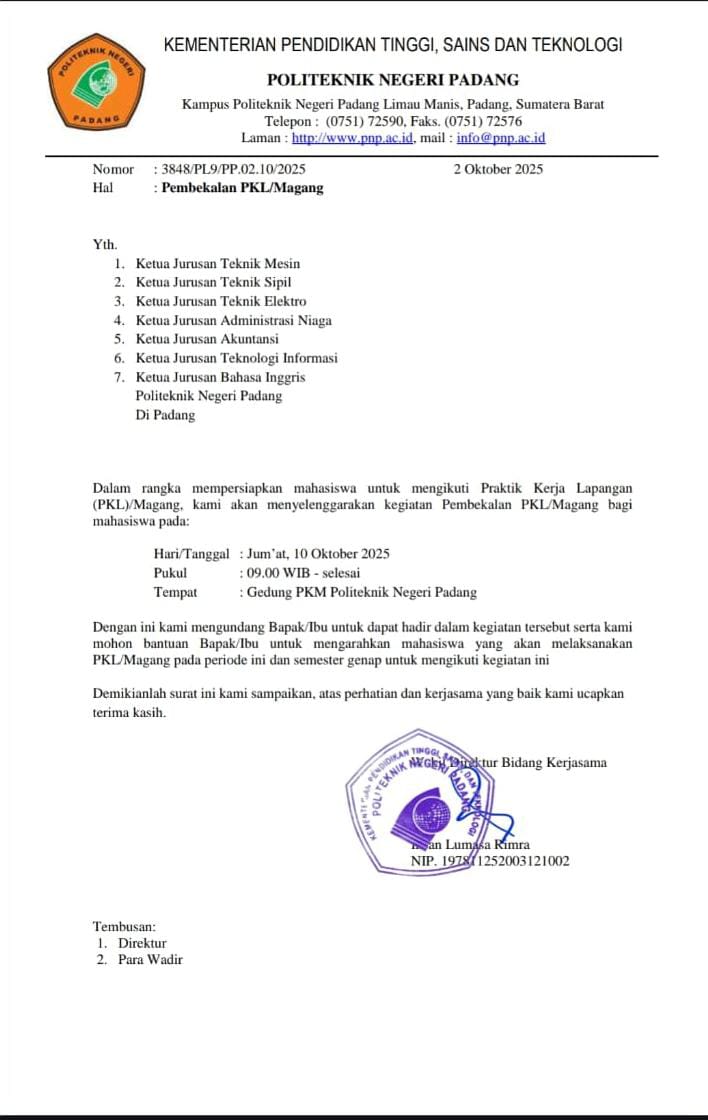 POLITEKNIK NEGERI
PADANG
KEMENTERIAN PENDIDIKAN TINGGI, SAINS DAN TEKNOLOGI
POLITEKNIK NEGERI PADANG
Kampus Politeknik Negeri Padang Limau Manis, Padang, Sumatera Barat
Telepon : (0751) 72590, Faks. (0751) 72576
Laman : http://www.pnp.ac.id, mail : info@pnp.ac.id
Nomor : 3848/PL9/PP.02.10/2025 2 Oktober 2025
Hal : Pembekalan PKL/Magang
Yth.
1. Ketua Jurusan Teknik Mesin
2. Ketua Jurusan Teknik Sipil
3. Ketua Jurusan Teknik Elektro
4. Ketua Jurusan Administrasi Niaga
5. Ketua Jurusan Akuntansi
6. Ketua Jurusan Teknologi Informasi
7. Ketua Jurusan Bahasa Inggris
Politeknik Negeri Padang
Di Padang
Dalam rangka mempersiapkan mahasiswa untuk mengikuti Praktik Kerja Lapangan
(PKL)/Magang, kami akan menyelenggarakan kegiatan Pembekalan PKL/Magang bagi
mahasiswa pada:
Hari/Tanggal : Jum'at, 10 Oktober 2025
Pukul : 09.00 WIB - selesai
Tempat : Gedung PKM Politeknik Negeri Padang
Dengan ini kami mengundang Bapak/Ibu untuk dapat hadir dalam kegiatan tersebut serta kami
mohon bantuan Bapak/Ibu untuk mengarahkan mahasiswa yang akan melaksanakan
PKL/Magang pada periode ini dan semester genap untuk mengikuti kegiatan ini
Demikianlah surat ini kami sampaikan, atas perhatian dan kerjasama yang baik kami ucapkan
terima kasih.
Wakil Direktur Bidang Kerjasama
KEMENTERIAN PENDIDIKAN TINGGI, SAINS DAN TEKNOLOGI
POLITEKNIK NEGERI PADANG
Lumasa Rimra
NIP. 197811252003121002
Tembusan:
1. Direktur
2. Para Wadir